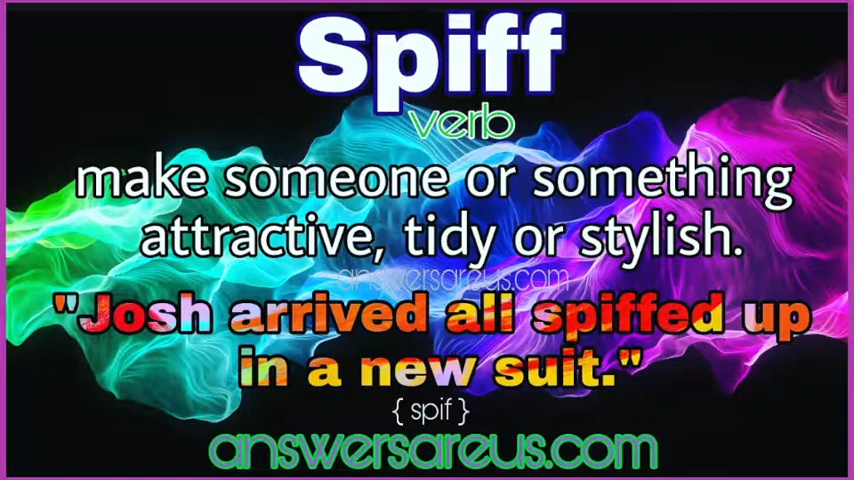 Spiff
verb
make someone or something
attractive, tidy or stylish.
answersareus.com
"Josh arrived all spiffed up
in a new suit."
{ spif }
answersareus.com